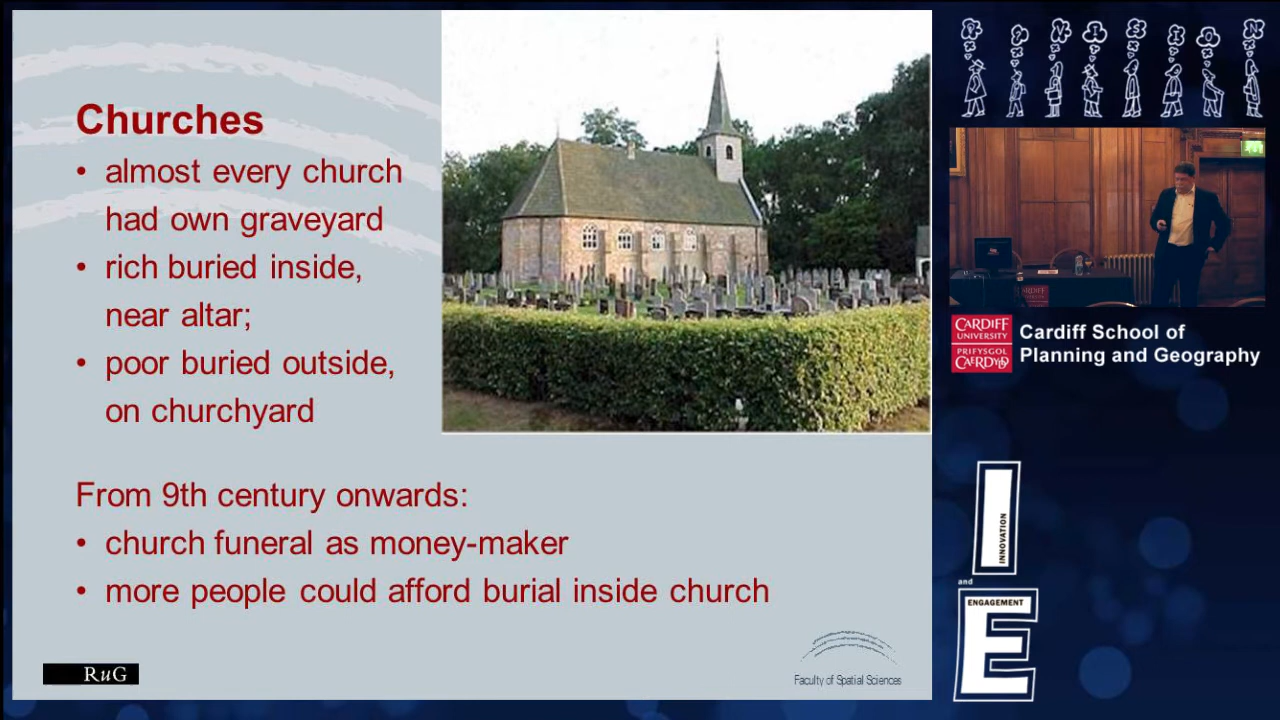 Churches
• almost every church
had own graveyard
• rich buried inside,
near altar;
• poor buried outside,
on churchyard
From 9th century onwards:
• church funeral as money-maker
• more people could afford burial inside church
RuG
Faculty of Spatial Sciences
CARDIFF
UNIVERSITY
PRIFYSGOL
CAERDYDD
Cardiff School of
Planning and Geography
INNOVATION
and
ENGAGEMENT
I
E